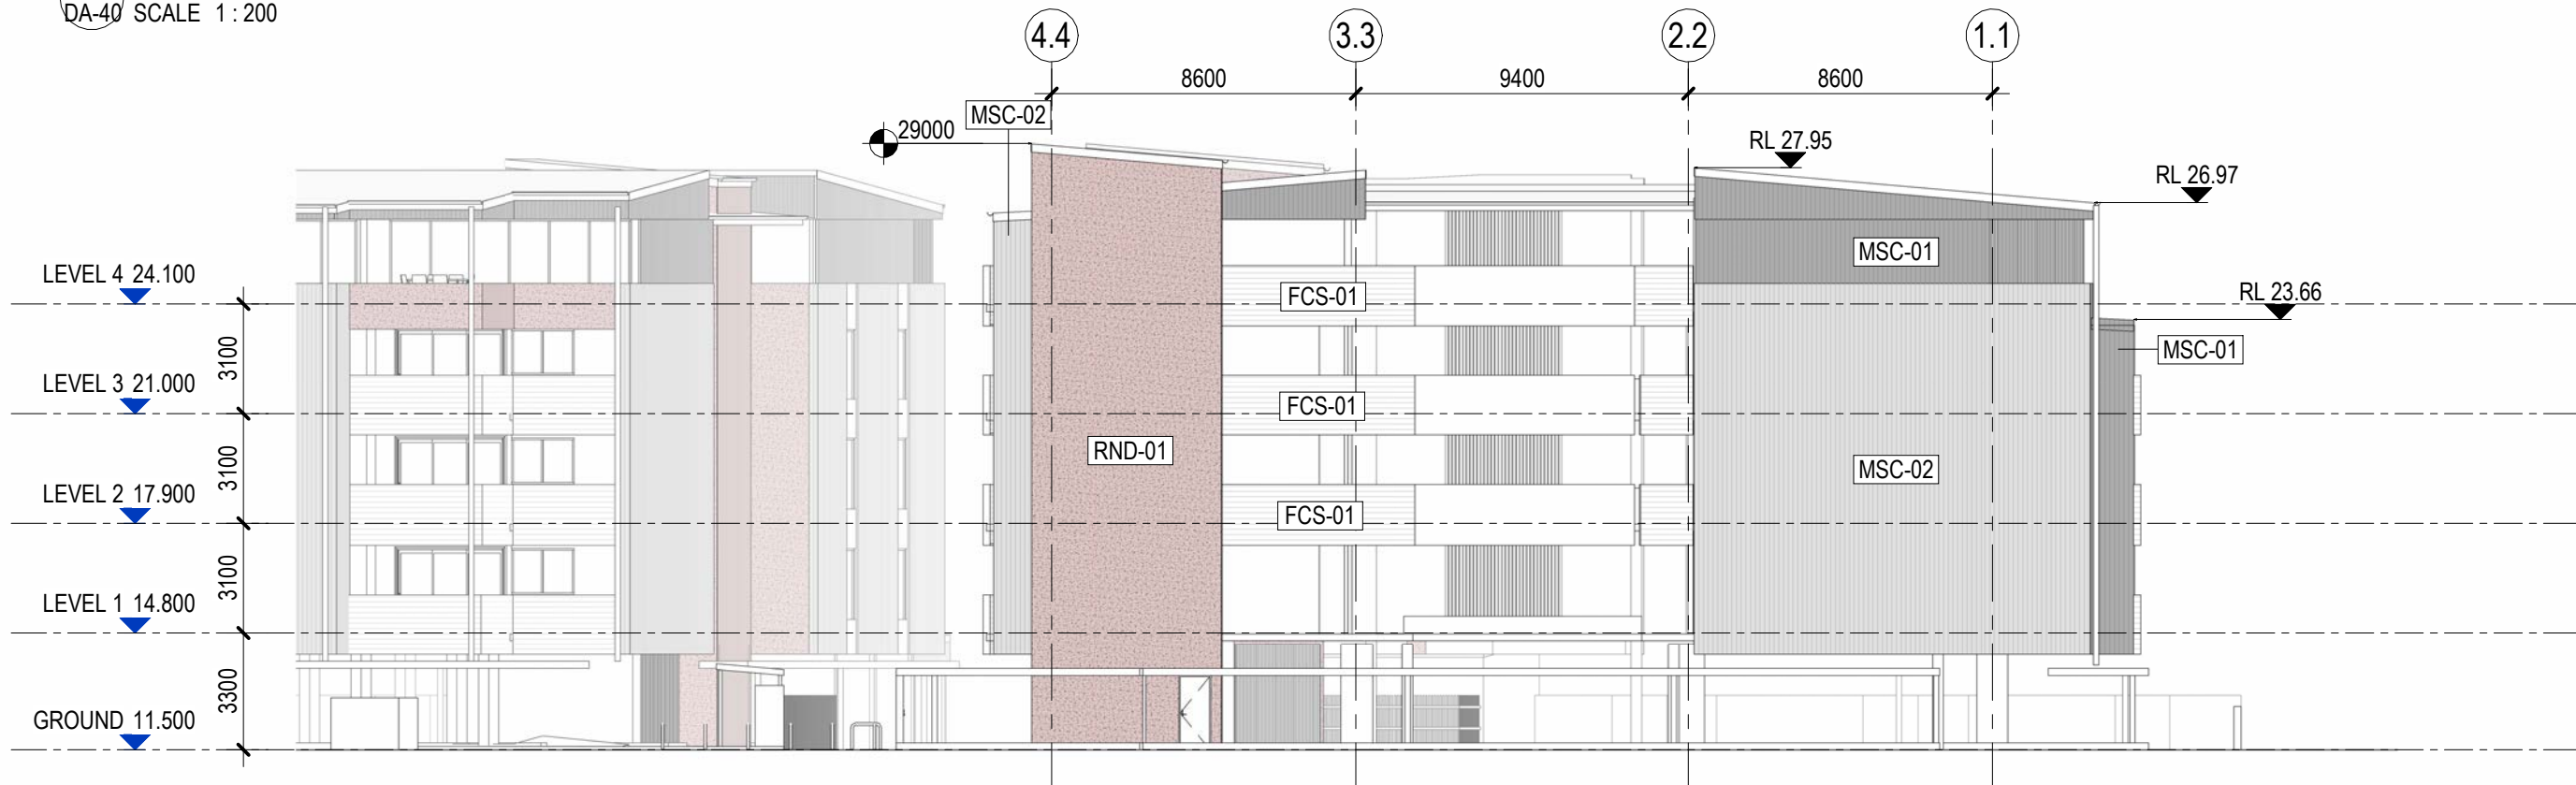 DA-40 SCALE 1 : 200
4.4
3.3
2.2
1.1
8600
9400
8600
MSC-02
29000
RL 27.95
RL 26.97
MSC-01
LEVEL 4 24.100
FCS-01
RL 23.66
MSC-01
3100
LEVEL 3 21.000
FCS-01
RND-01
MSC-02
3100
LEVEL 2 17.900
FCS-01
3100
LEVEL 1 14.800
3300
GROUND 11.500